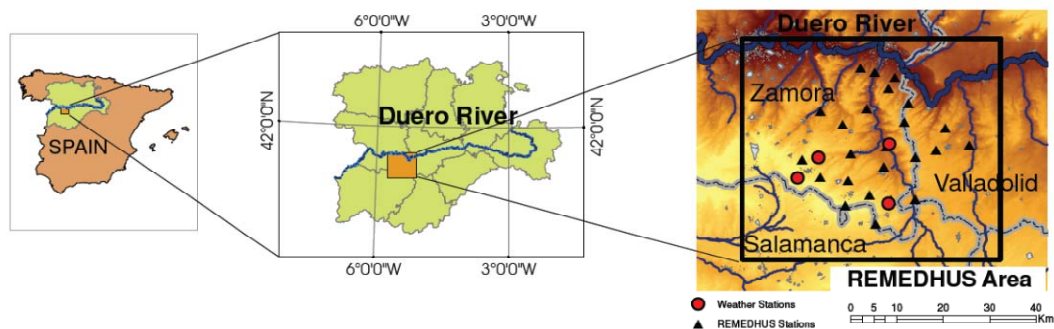 SPAIN
6°0'0"W 3°0'0"W
42°0'0"N
Duero River
42°0'0"N
6°0'0"W 3°0'0"W
Duero River
Zamora
Valladolid
Salamanca
REMEDHUS Area
Weather Stations
REMEDHUS Stations
0 5 10 20 30 40
Km